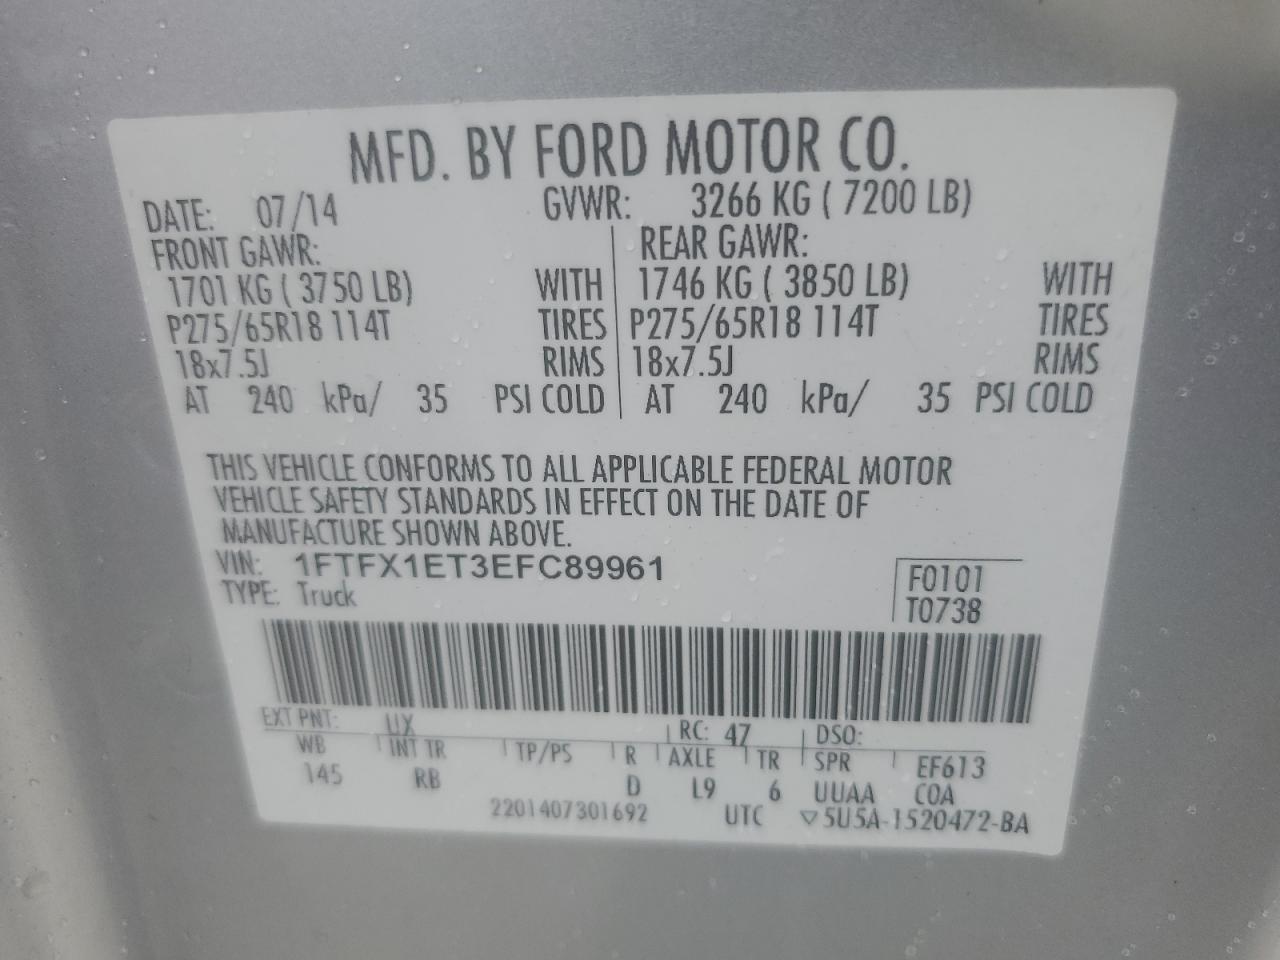 MFD. BY FORD MOTOR CO.
DATE: 07/14 GVWR: 3266 KG ( 7200 LB)
FRONT GAWR: REAR GAWR:
1701 KG ( 3750 LB) WITH 1746 KG ( 3850 LB) WITH
P275/65R18 114T TIRES P275/65R18 114T TIRES
18x7.5J RIMS 18x7.5J RIMS
AT 240 kPa/ 35 PSI COLD AT 240 kPa/ 35 PSI COLD
THIS VEHICLE CONFORMS TO ALL APPLICABLE FEDERAL MOTOR
VEHICLE SAFETY STANDARDS IN EFFECT ON THE DATE OF
MANUFACTURE SHOWN ABOVE.
VIN: 1FTFX1ET3EFC89961 F0101
TYPE: Truck T0738
EXT PNT: UX RC: 47 DSO:
WB INT TR TP/PS R AXLE TR SPR EF613
145 RB D L9 6 UUAA COA
2201407301692 UTC ▽5U5A-1520472-BA